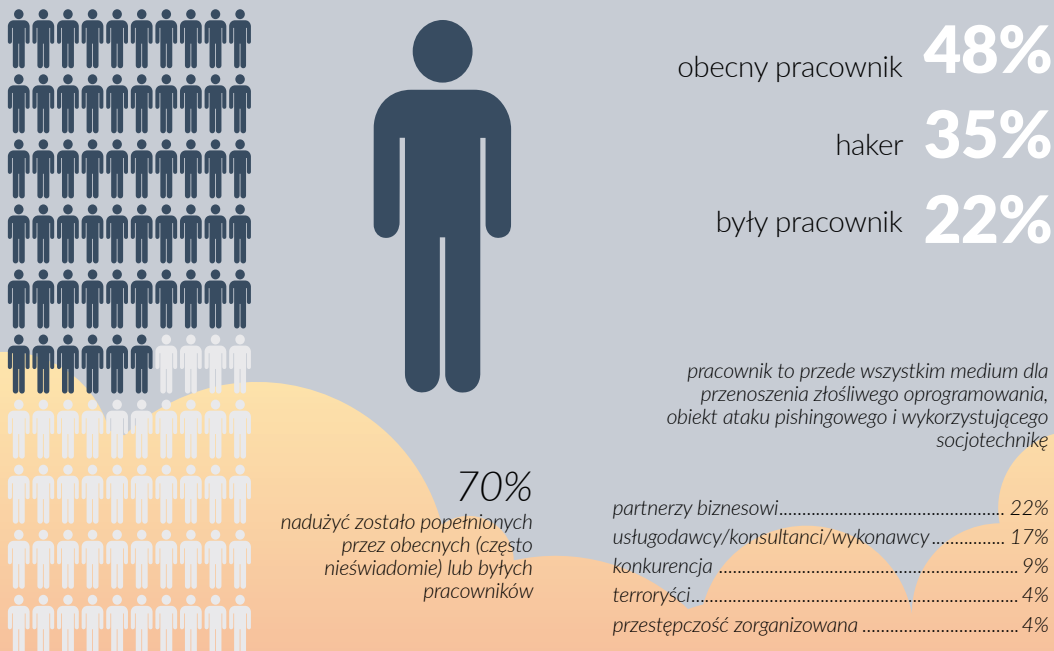 obecny pracownik 48%
haker 35%
były pracownik 22%
pracownik to przede wszystkim medium dla
przenoszenia złośliwego oprogramowania,
obiekt ataku pishingowego i wykorzystującego
socjotechnikę
70%
nadużyć zostało popełnionych
przez obecnych (często
nieświadomie) lub byłych
pracowników
partnerzy biznesowi.................................................. 22%
usługodawcy/konsultanci/wykonawcy................ 17%
konkurencja .................................................................. 9%
terroryści........................................................................ 4%
przestępczość zorganizowana ................................... 4%